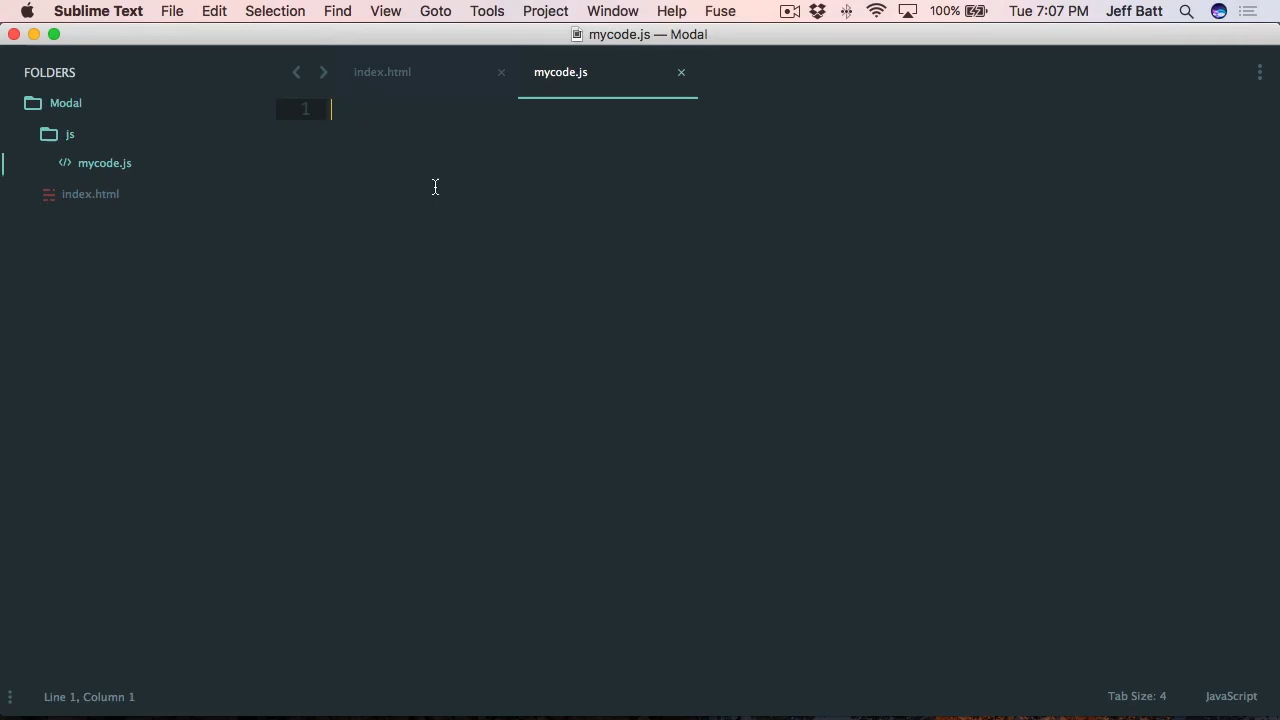 Sublime Text File Edit Selection Find View Goto Tools Project Window Help Fuse 100% Tue 7:07 PM Jeff Batt
mycode.js — Modal
FOLDERS
index.html
mycode.js
Modal
js
mycode.js
index.html
1
Line 1, Column 1
Tab Size: 4
JavaScript